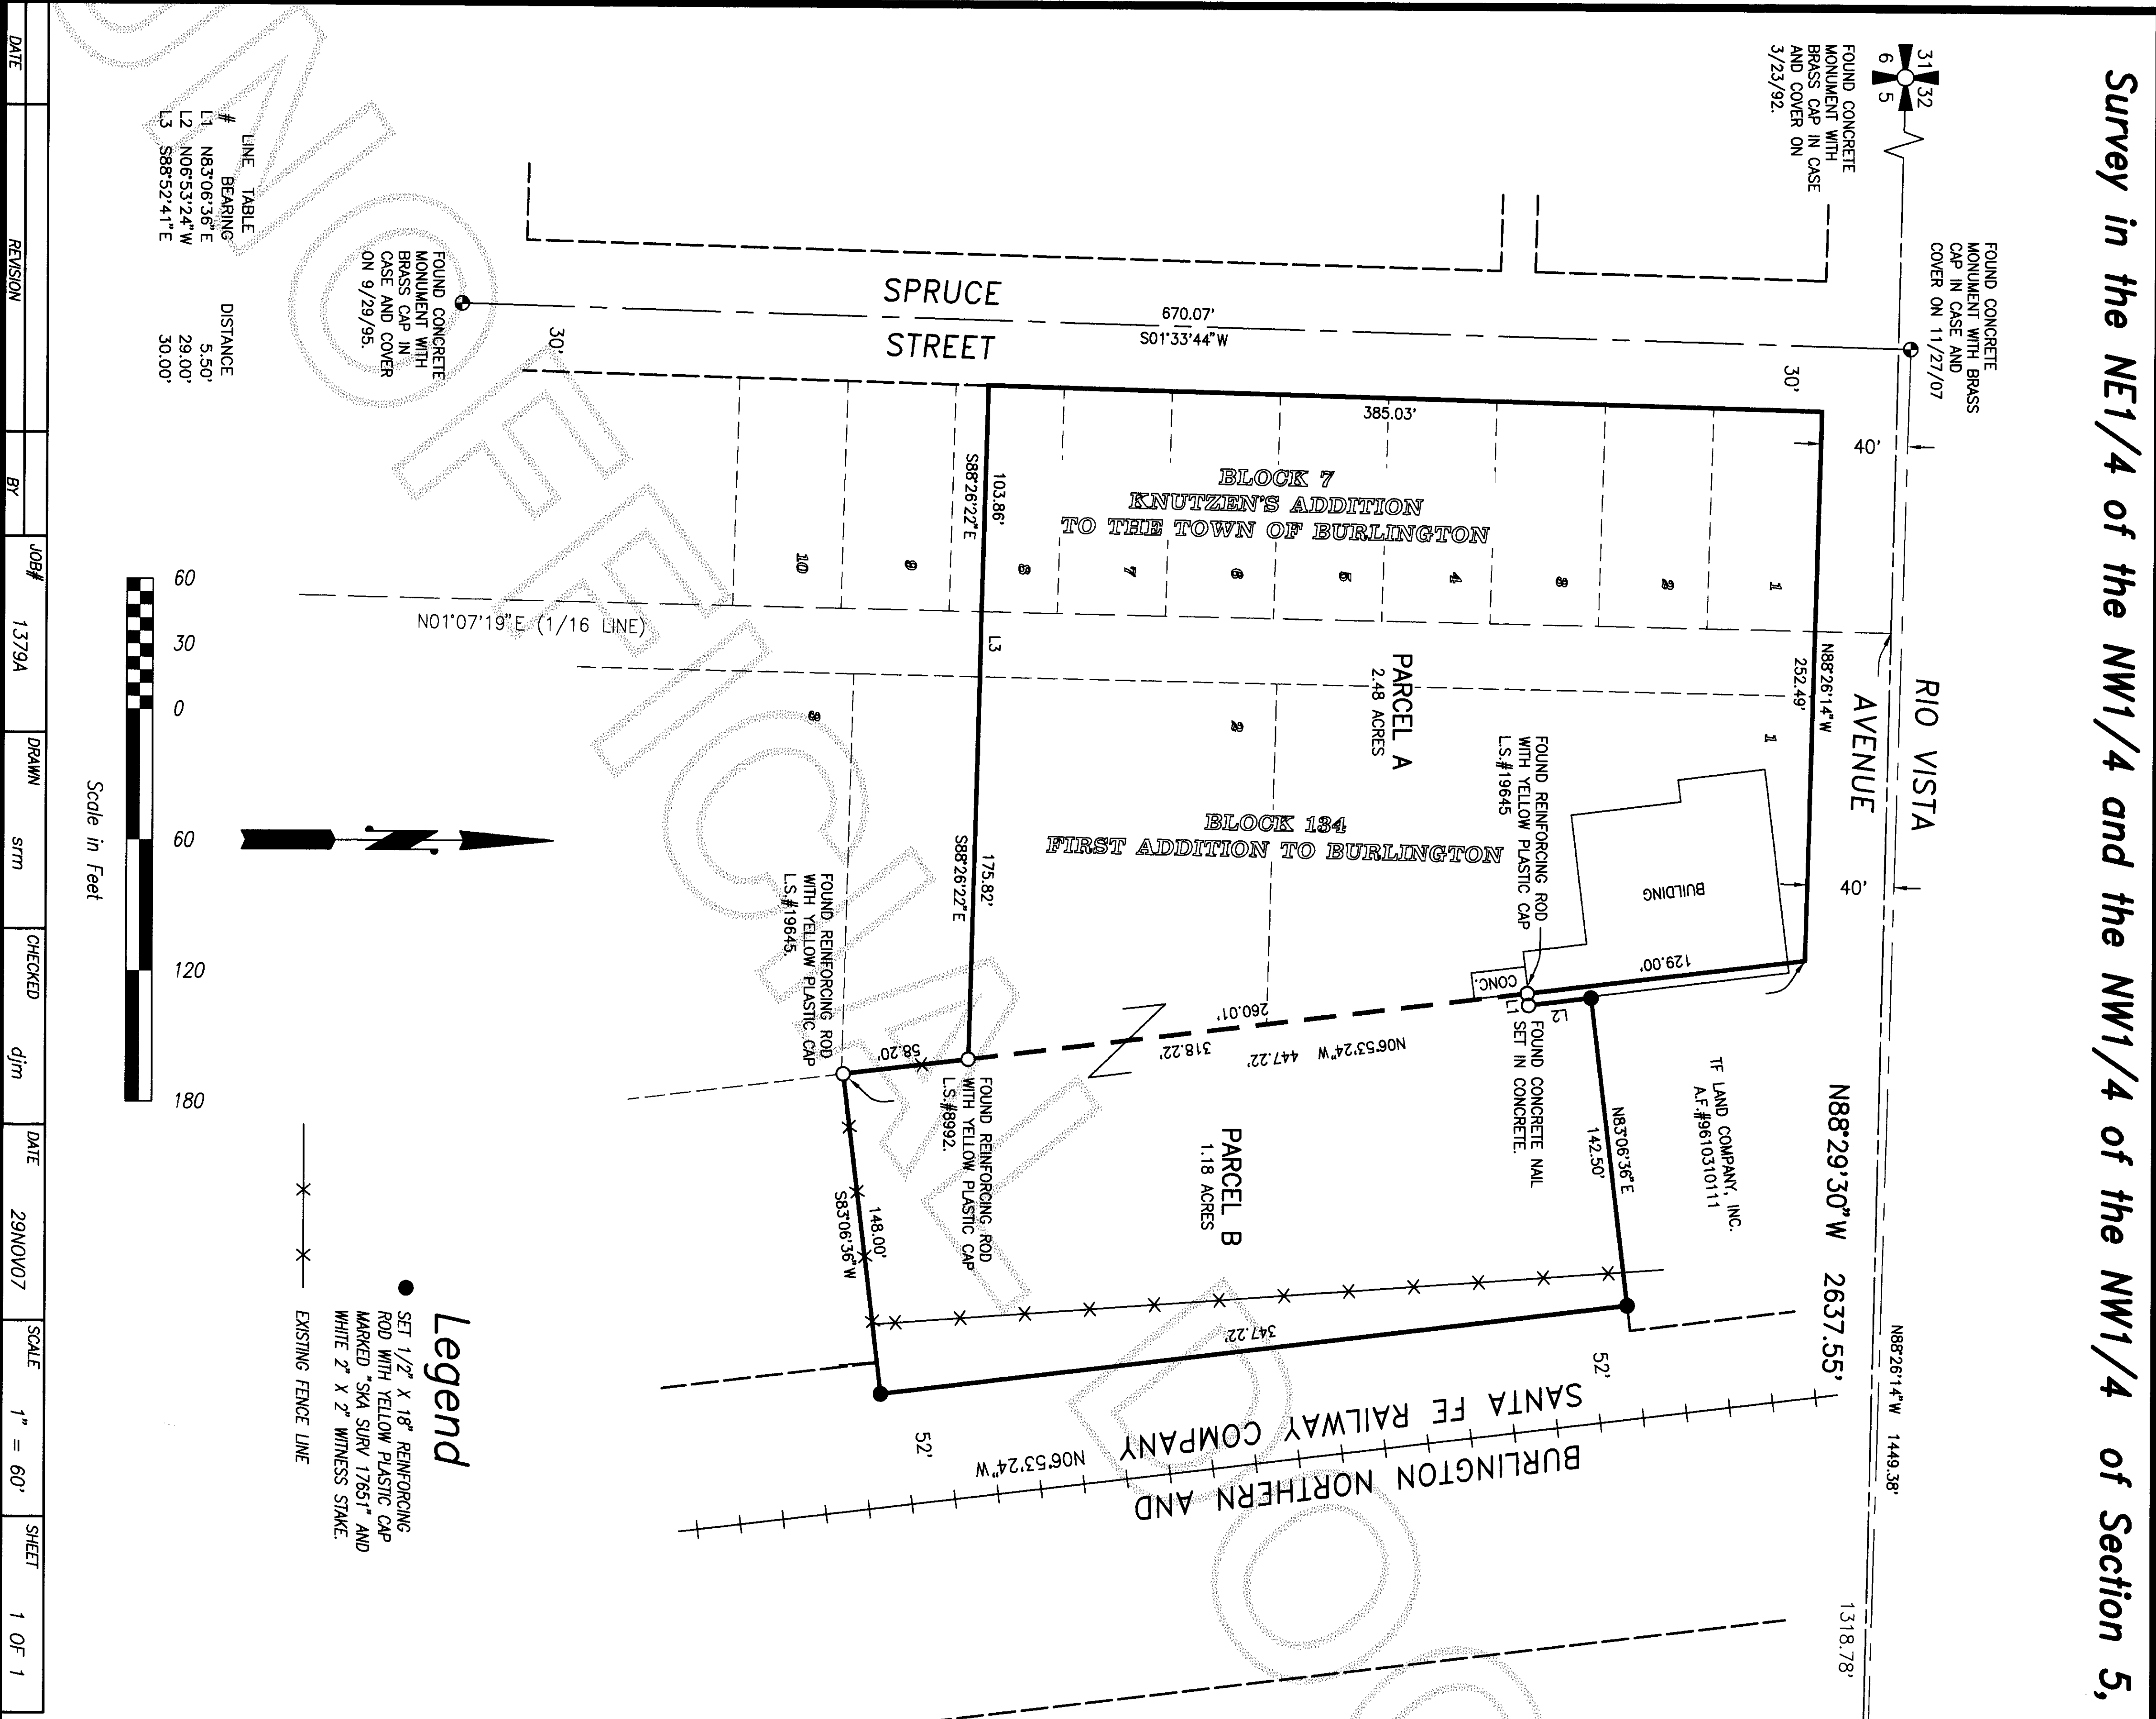 Survey in the NE1/4 of the NW1/4 and the NW1/4 of the NW1/4 of Section 5,
31 32
6 5
FOUND CONCRETE
MONUMENT WITH
BRASS CAP IN CASE
AND COVER ON
3/23/92.
FOUND CONCRETE
MONUMENT WITH BRASS
CAP IN CASE AND
COVER ON 11/27/07
RIO VISTA
AVENUE
N88°29'30"W 2637.55'
N88°26'14"W 1449.38'
1318.78'
40'
40'
30'
N88°26'14"W
252.49'
SPRUCE
STREET
670.07'
S01°33'44"W
385.03'
30'
FOUND CONCRETE
MONUMENT WITH
BRASS CAP IN
CASE AND COVER
ON 9/29/95.
BLOCK 7
KNUTZEN'S ADDITION
TO THE TOWN OF BURLINGTON
1
2
3
4
5
6
7
8
9
10
103.86'
S88°26'22"E
L3
N01°07'19"E (1/16 LINE)
PARCEL A
2.48 ACRES
1
2
3
BLOCK 134
FIRST ADDITION TO BURLINGTON
175.82'
S88°26'22"E
FOUND REINFORCING ROD
WITH YELLOW PLASTIC CAP
L.S.#19645
BUILDING
129.00'
CONC.
L1
L2
FOUND CONCRETE NAIL
SET IN CONCRETE.
TF LAND COMPANY, INC.
A.F.#9610310111
N83°06'36"E
142.50'
260.01'
318.22'
N06°53'24"W 447.22'
58.20'
FOUND REINFORCING ROD
WITH YELLOW PLASTIC CAP
L.S.#19645.
FOUND REINFORCING ROD
WITH YELLOW PLASTIC CAP
L.S.#8992.
PARCEL B
1.18 ACRES
148.00'
S83°06'36"W
347.22'
52'
52'
N06°53'24"W
BURLINGTON NORTHERN AND
SANTA FE RAILWAY COMPANY
LINE TABLE
# BEARING DISTANCE
L1 N83°06'36"E 5.50'
L2 N06°53'24"W 29.00'
L3 S88°52'41"E 30.00'
60 30 0 60 120 180
Scale in Feet
Legend
SET 1/2" X 18" REINFORCING
ROD WITH YELLOW PLASTIC CAP
MARKED "SKA SURV 17651" AND
WHITE 2" X 2" WITNESS STAKE.
EXISTING FENCE LINE
DATE REVISION BY
JOB# 1379A DRAWN srm CHECKED djm DATE 29NOV07 SCALE 1" = 60' SHEET 1 OF 1
UNOFFICIAL DOC